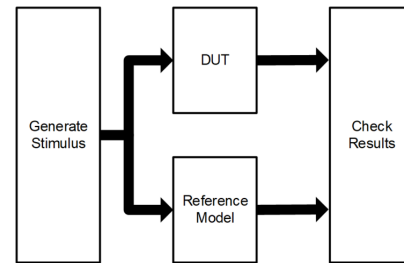 Generate
Stimulus
DUT
Reference
Model
Check
Results